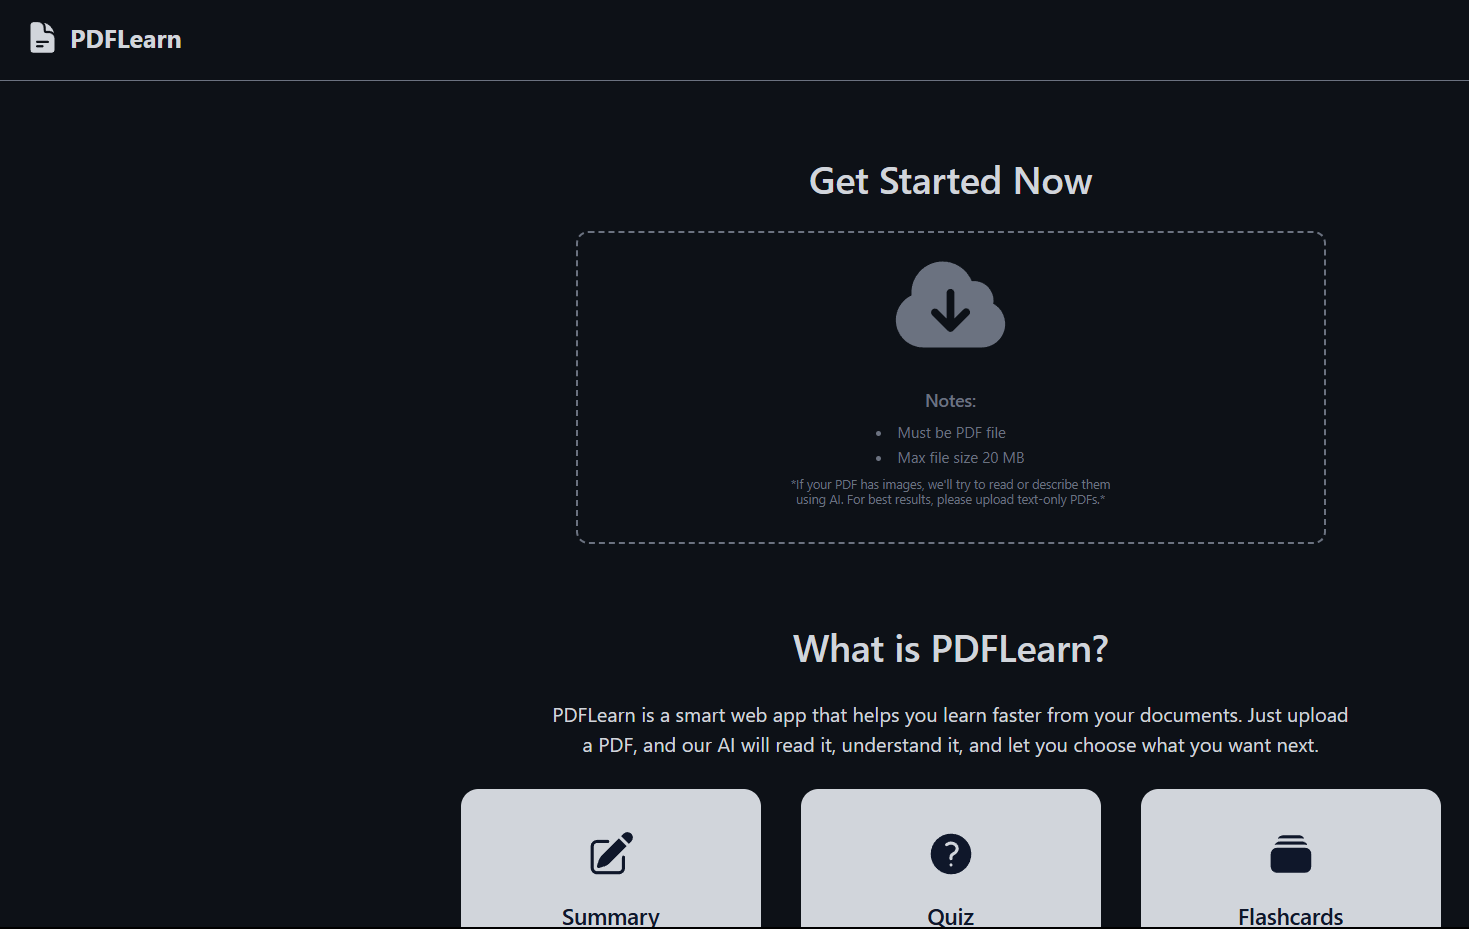 PDFLearn
Get Started Now
Notes:
Must be PDF file
Max file size 20 MB
*If your PDF has images, we'll try to read or describe them
using AI. For best results, please upload text-only PDFs.*
What is PDFLearn?
PDFLearn is a smart web app that helps you learn faster from your documents. Just upload
a PDF, and our AI will read it, understand it, and let you choose what you want next.
Summary
Quiz
Flashcards